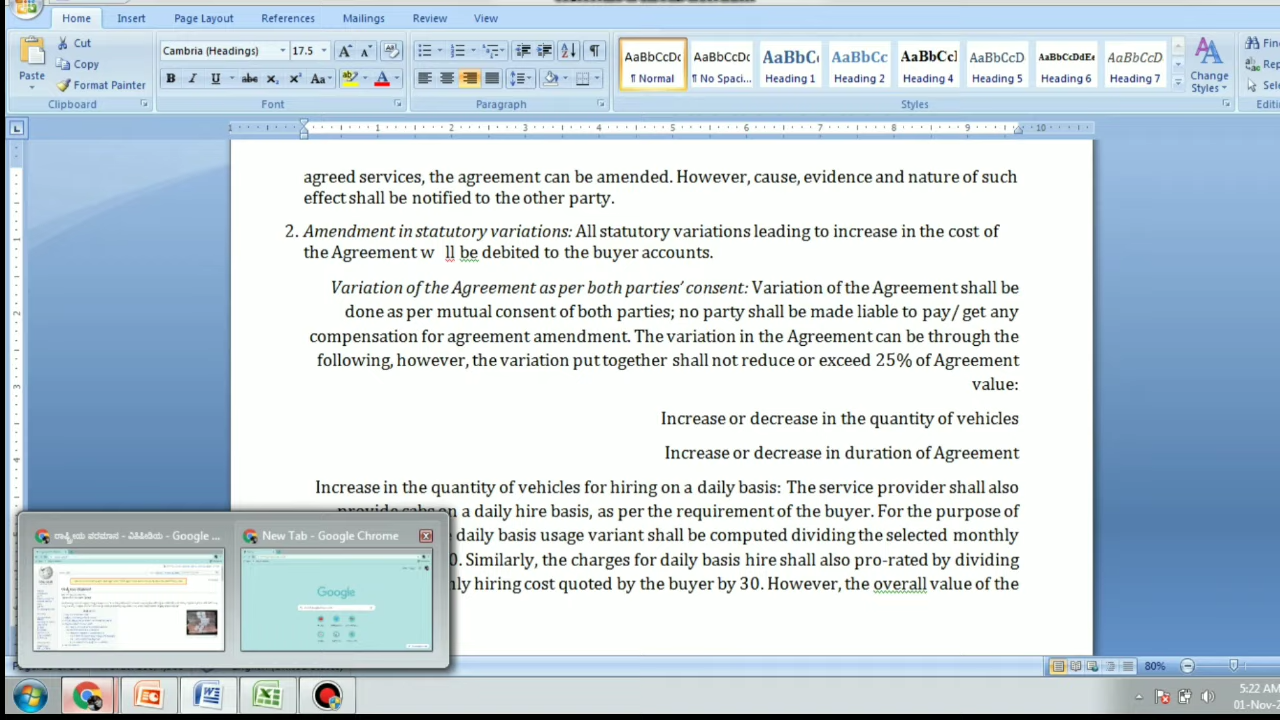 Home Insert Page Layout References Mailings Review View
Cut
Copy
Format Painter
Paste
Cambria (Headings) 17.5
AaBbCcDc AaBbCcDc AaBbC AaBbCc AaBbCc AaBbCcD AaBbCcDdEe AaBbCcD
¶ Normal ¶ No Spaci... Heading 1 Heading 2 Heading 4 Heading 5 Heading 6 Heading 7
Change
Styles
Clipboard Font Paragraph Styles
agreed services, the agreement can be amended. However, cause, evidence and nature of such
effect shall be notified to the other party.
2. Amendment in statutory variations: All statutory variations leading to increase in the cost of
the Agreement w ll be debited to the buyer accounts.
Variation of the Agreement as per both parties' consent: Variation of the Agreement shall be
done as per mutual consent of both parties; no party shall be made liable to pay/ get any
compensation for agreement amendment. The variation in the Agreement can be through the
following, however, the variation put together shall not reduce or exceed 25% of Agreement
value:
Increase or decrease in the quantity of vehicles
Increase or decrease in duration of Agreement
Increase in the quantity of vehicles for hiring on a daily basis: The service provider shall also
provide cabs on a daily hire basis, as per the requirement of the buyer. For the purpose of
daily basis usage variant shall be computed dividing the selected monthly
0. Similarly, the charges for daily basis hire shall also pro-rated by dividing
hiring cost quoted by the buyer by 30. However, the overall value of the
ರಾಷ್ಟ್ರೀಯ ವರಮಾನ - ವಿಕಿಪೀಡಿಯ - Google ...
New Tab - Google Chrome
Google
80%
5:22 AM
01-Nov-2